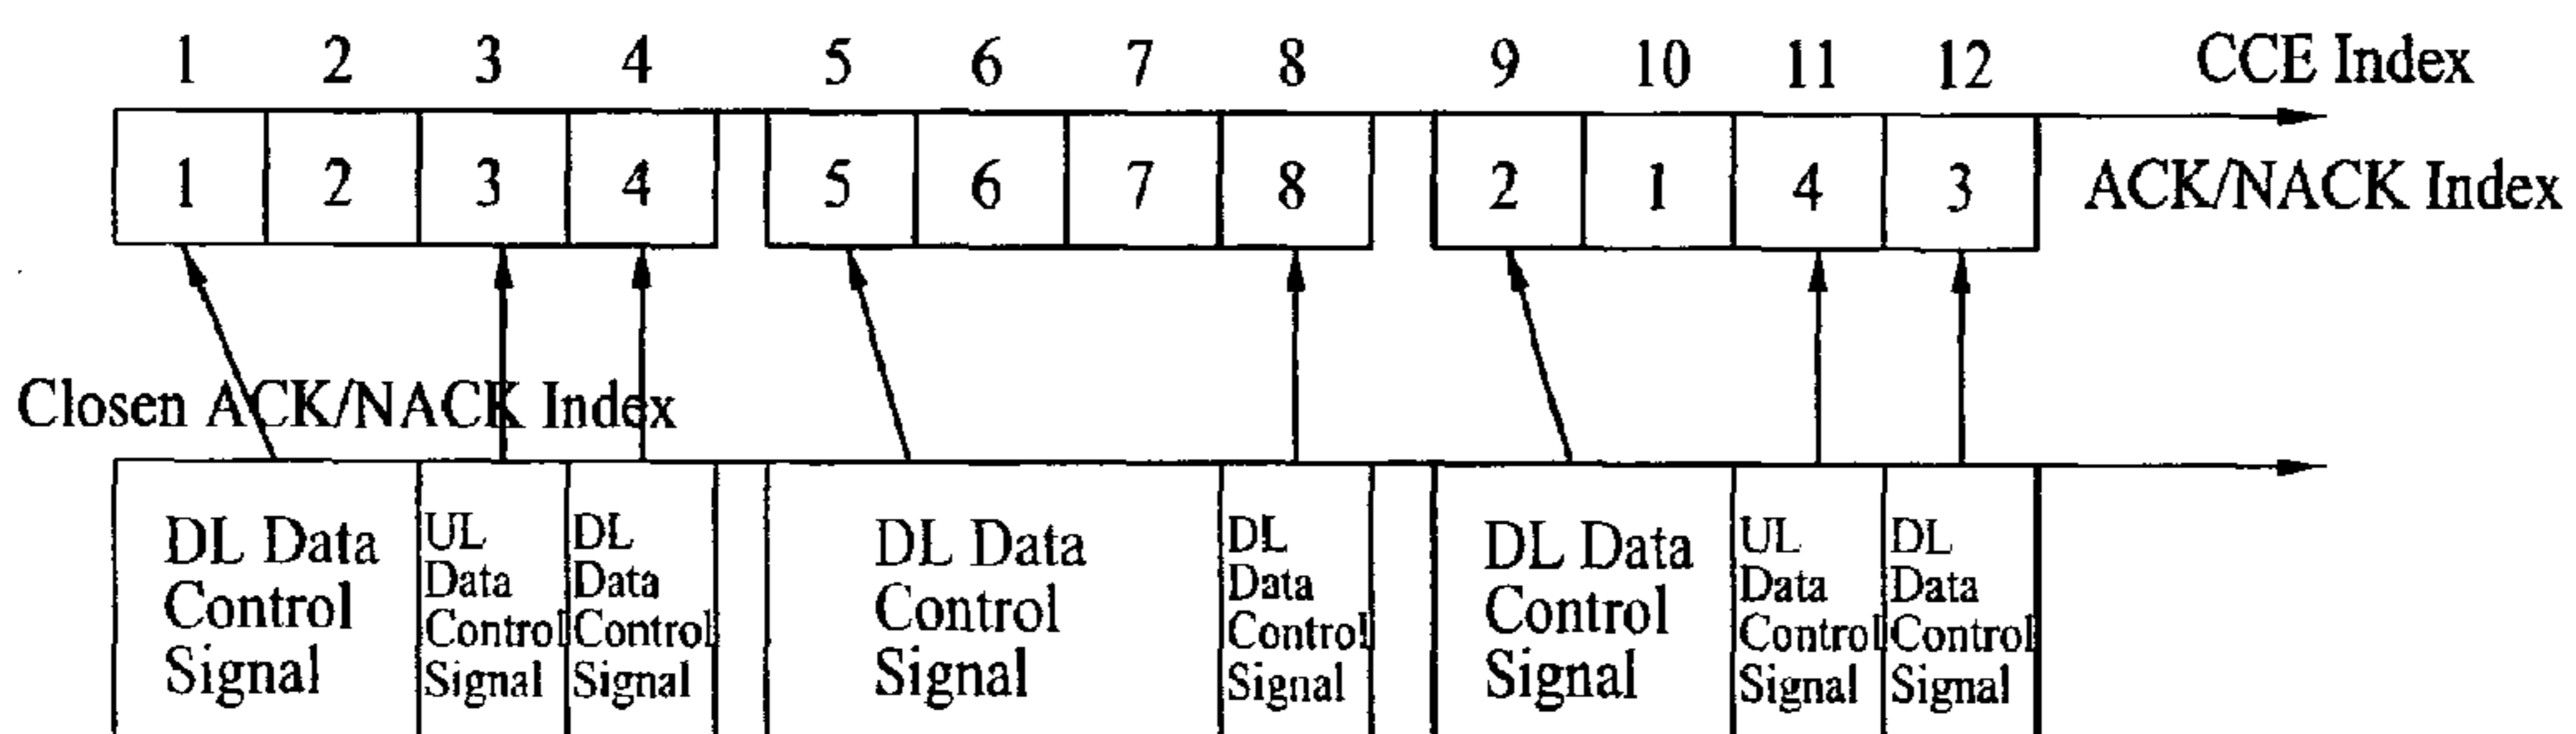 1 2 3 4 5 6 7 8 9 10 11 12 CCE Index
1 2 3 4 5 6 7 8 2 1 4 3 ACK/NACK Index
Closen ACK/NACK Index
DL Data
Control
Signal
UL
Data
Control
Signal
DL
Data
Control
Signal
DL Data
Control
Signal
DL
Data
Control
Signal
DL Data
Control
Signal
UL
Data
Control
Signal
DL
Data
Control
Signal